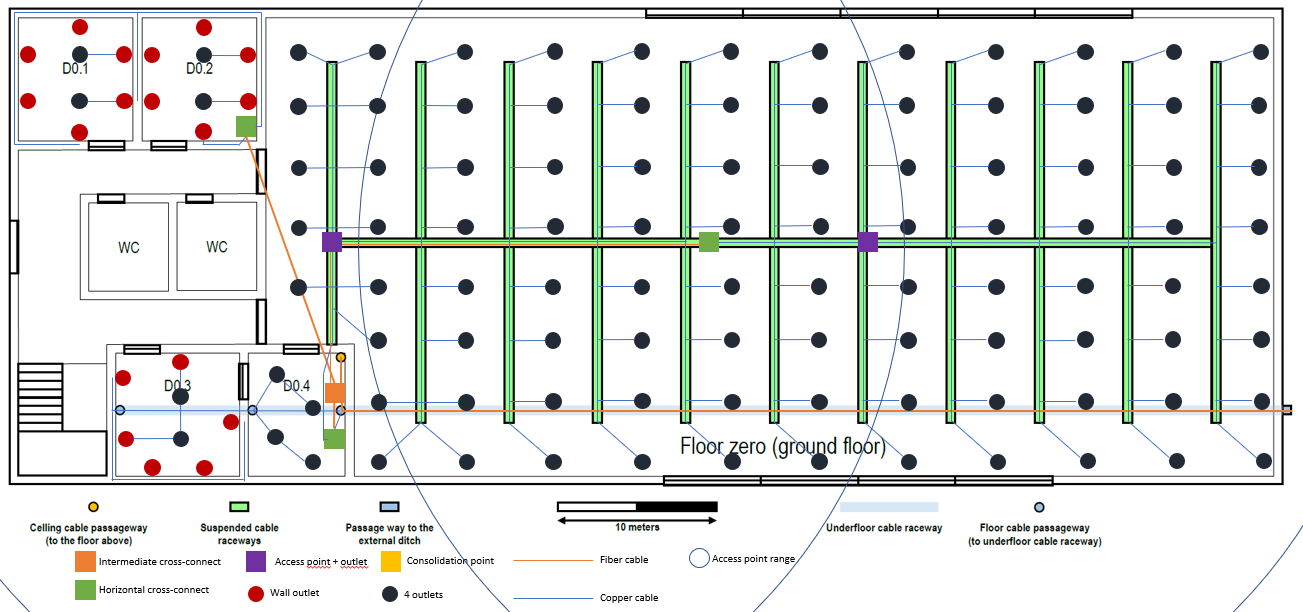 D0.1
D0.2
WC
WC
D0.3
D0.4
Floor zero (ground floor)
Celling cable passageway
(to the floor above)
Suspended cable
raceways
Passage way to the
external ditch
10 meters
Underfloor cable raceway
Floor cable passageway
(to underfloor cable raceway)
Intermediate cross-connect
Access point + outlet
Consolidation point
Fiber cable
Access point range
Horizontal cross-connect
Wall outlet
4 outlets
Copper cable